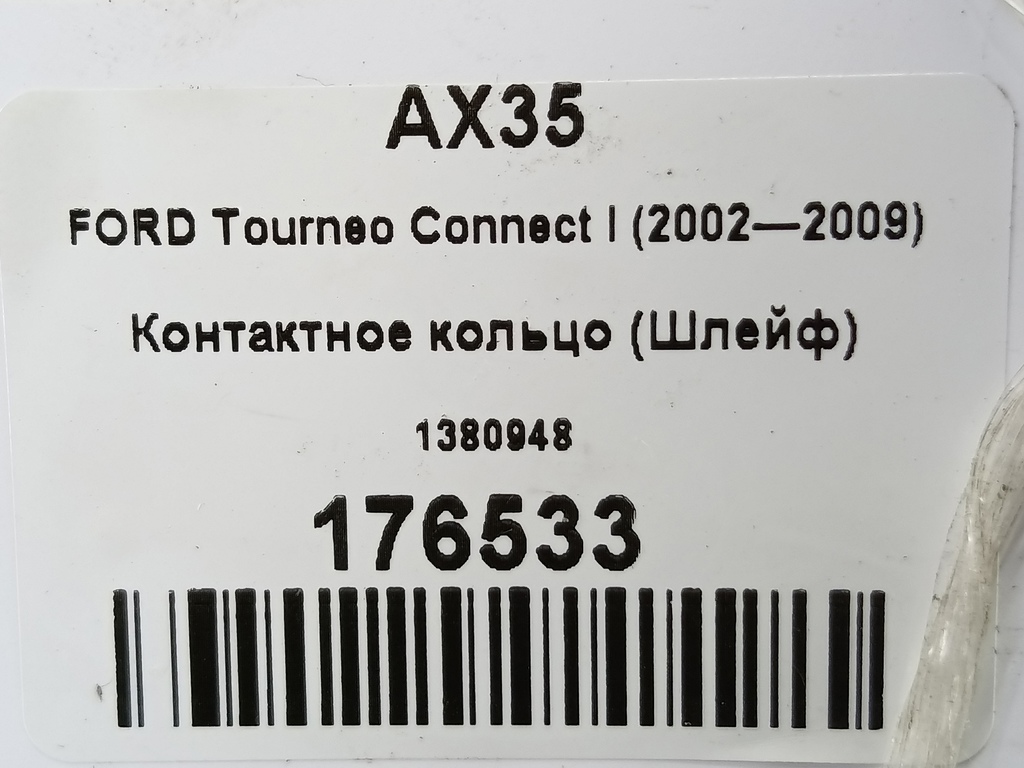 AX35
FORD Tourneo Connect I (2002—2009)
Контактное кольцо (Шлейф)
1380948
176533